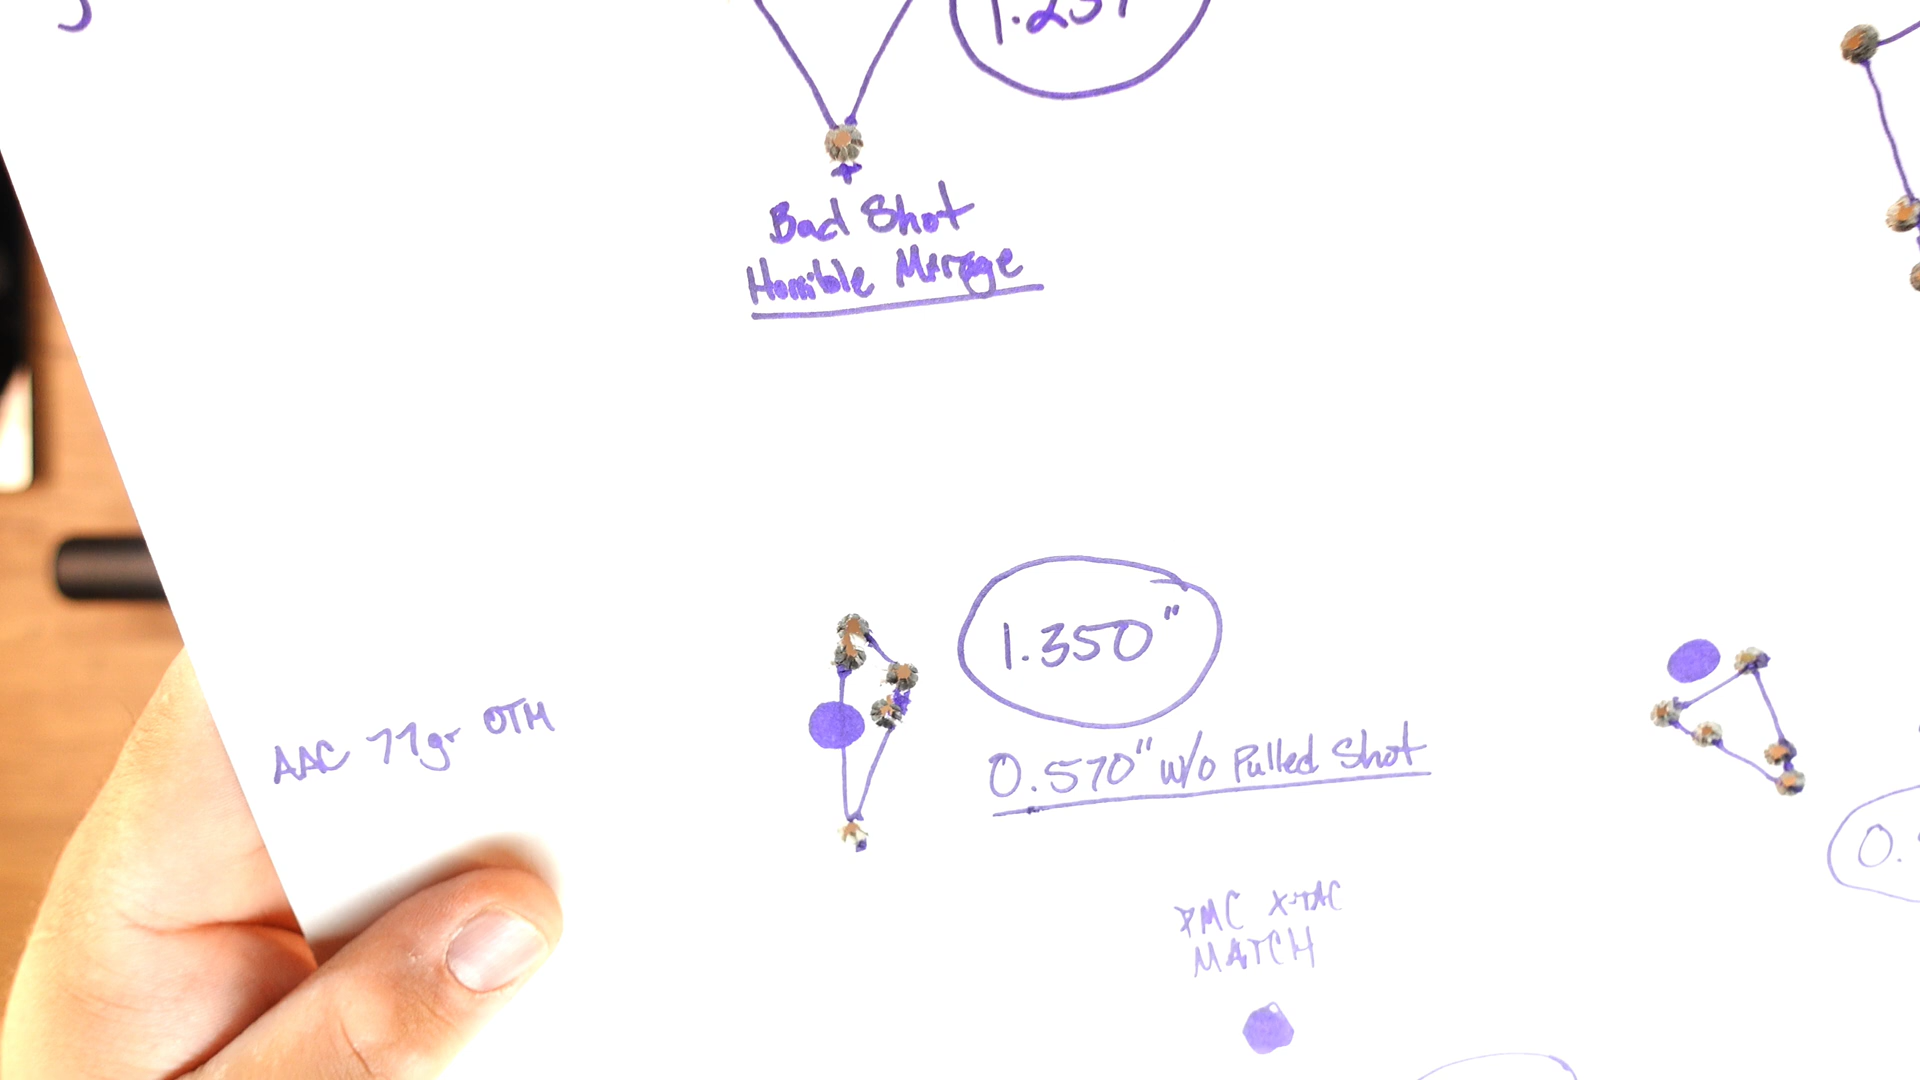 Bad Shot
Horrible Mirage
1.350"
AAC 77gr OTM
0.570" w/o Pulled Shot
PMC X-TAC
MATCH